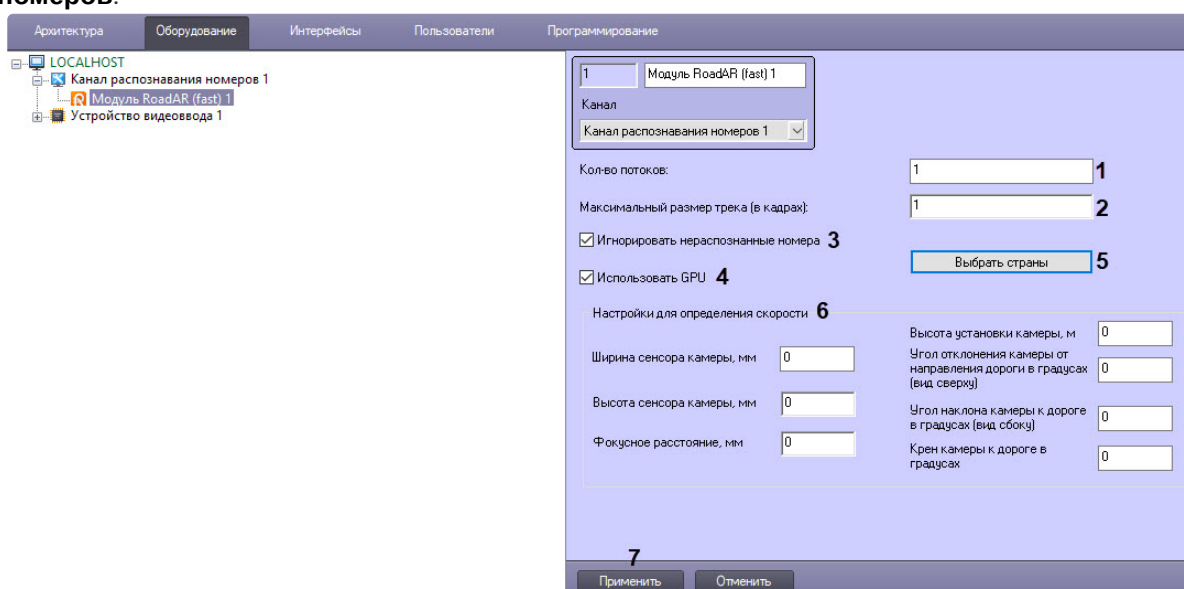 номеров.
Архитектура Оборудование Интерфейсы Пользователи Программирование
LOCALHOST
Канал распознавания номеров 1
Модуль RoadAR (fast) 1
Устройство видеоввода 1
1 Модуль RoadAR (fast) 1
Канал
Канал распознавания номеров 1
Кол-во потоков: 1 1
Максимальный размер трека (в кадрах): 1 2
Игнорировать нераспознанные номера 3
Выбрать страны 5
Использовать GPU 4
Настройки для определения скорости 6
Ширина сенсора камеры, мм 0
Высота сенсора камеры, мм 0
Фокусное расстояние, мм 0
Высота установки камеры, м 0
Угол отклонения камеры от
направления дороги в градусах 0
(вид сверху)
Угол наклона камеры к дороге
в градусах (вид сбоку) 0
Крен камеры к дороге в
градусах 0
7
Применить Отменить